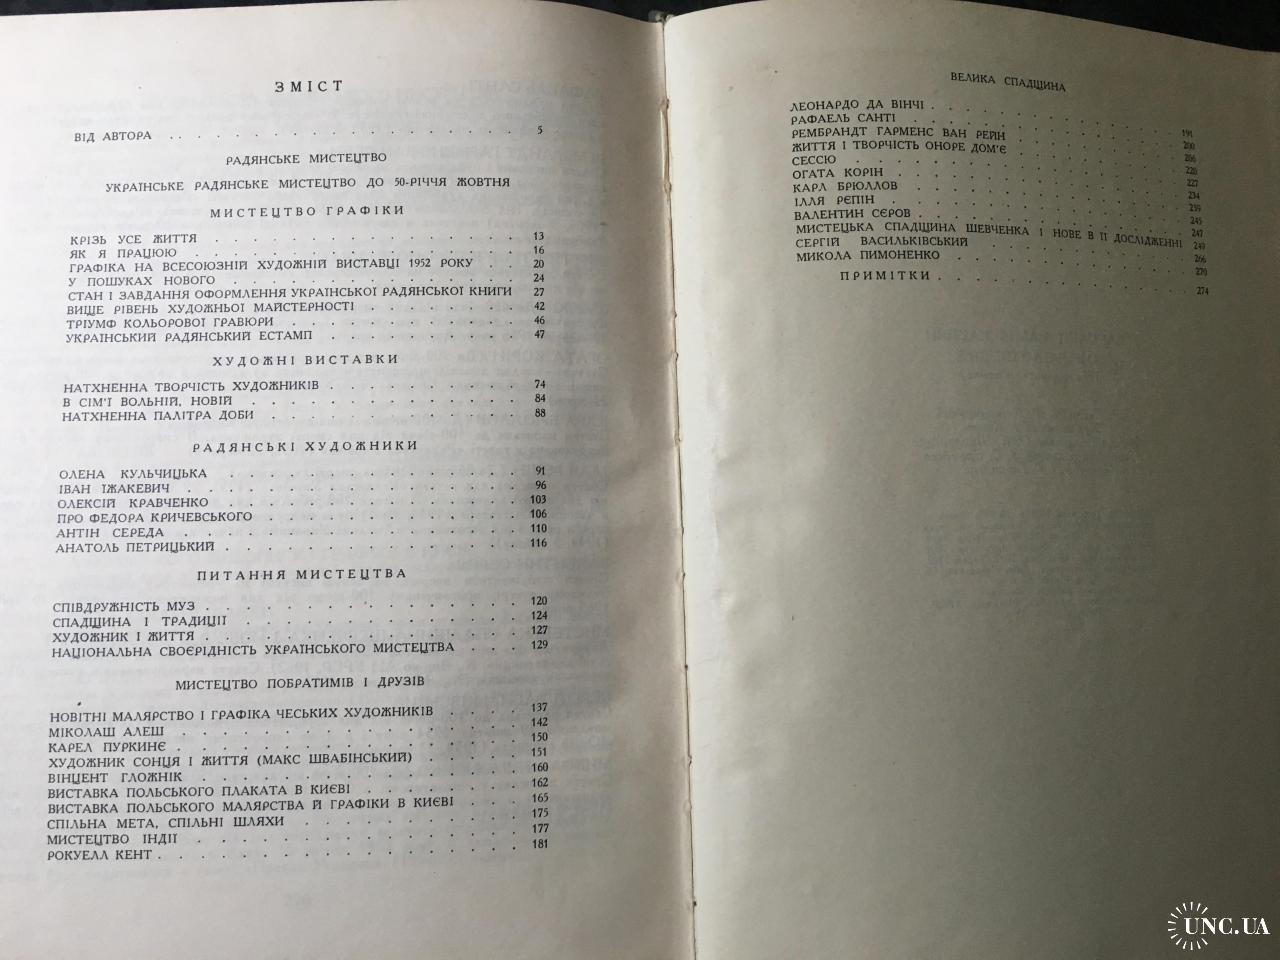 ЗМІСТ
ВІД АВТОРА . . . . . . . . . . . . . . . . . . 5
РАДЯНСЬКЕ МИСТЕЦТВО
УКРАЇНСЬКЕ РАДЯНСЬКЕ МИСТЕЦТВО ДО 50-РІЧЧЯ ЖОВТНЯ
МИСТЕЦТВО ГРАФІКИ
КРІЗЬ УСЕ ЖИТТЯ . . . . . . . . . . . . . . 13
ЯК Я ПРАЦЮЮ . . . . . . . . . . . . . . . 16
ГРАФІКА НА ВСЕСОЮЗНІЙ ХУДОЖНІЙ ВИСТАВЦІ 1952 РОКУ . . 20
У ПОШУКАХ НОВОГО . . . . . . . . . . . . . 24
СТАН І ЗАВДАННЯ ОФОРМЛЕННЯ УКРАЇНСЬКОЇ РАДЯНСЬКОЇ КНИГИ 27
ВИЩЕ РІВЕНЬ ХУДОЖНЬОЇ МАЙСТЕРНОСТІ . . . . . . . 42
ТРІУМФ КОЛЬОРОВОЇ ГРАВЮРИ . . . . . . . . . . 46
УКРАЇНСЬКИЙ РАДЯНСЬКИЙ ЕСТАМП . . . . . . . . . 47
ХУДОЖНІ ВИСТАВКИ
НАТХНЕННА ТВОРЧІСТЬ ХУДОЖНИКІВ . . . . . . . . . 74
В СІМ'Ї ВОЛЬНІЙ, НОВІЙ . . . . . . . . . . . . 84
НАТХНЕННА ПАЛІТРА ДОБИ . . . . . . . . . . . 88
РАДЯНСЬКІ ХУДОЖНИКИ
ОЛЕНА КУЛЬЧИЦЬКА . . . . . . . . . . . . . 91
ІВАН ЇЖАКЕВИЧ . . . . . . . . . . . . . . . 96
ОЛЕКСІЙ КРАВЧЕНКО . . . . . . . . . . . . . 103
ПРО ФЕДОРА КРИЧЕВСЬКОГО . . . . . . . . . . . 106
АНТІН СЕРЕДА . . . . . . . . . . . . . . . 110
АНАТОЛЬ ПЕТРИЦЬКИЙ . . . . . . . . . . . . . 116
ПИТАННЯ МИСТЕЦТВА
СПІВДРУЖНІСТЬ МУЗ . . . . . . . . . . . . . . 120
СПАДЩИНА І ТРАДИЦІЇ . . . . . . . . . . . . 124
ХУДОЖНИК І ЖИТТЯ . . . . . . . . . . . . . . 127
НАЦІОНАЛЬНА СВОЄРІДНІСТЬ УКРАЇНСЬКОГО МИСТЕЦТВА . . . 129
МИСТЕЦТВО ПОБРАТИМІВ І ДРУЗІВ
НОВІТНІ МАЛЯРСТВО І ГРАФІКА ЧЕСЬКИХ ХУДОЖНИКІВ . . . . 137
МІКОЛАШ АЛЕШ . . . . . . . . . . . . . . . 142
КАРЕЛ ПУРКИНЄ . . . . . . . . . . . . . . . 150
ХУДОЖНИК СОНЦЯ І ЖИТТЯ (МАКС ШВАБІНСЬКИЙ) . . . . . 151
ВІНЦЕНТ ГЛОЖНІК . . . . . . . . . . . . . . 160
ВИСТАВКА ПОЛЬСЬКОГО ПЛАКАТА В КИЄВІ . . . . . . . 162
ВИСТАВКА ПОЛЬСЬКОГО МАЛЯРСТВА Й ГРАФІКИ В КИЄВІ . . . 165
СПІЛЬНА МЕТА, СПІЛЬНІ ШЛЯХИ . . . . . . . . . . 175
МИСТЕЦТВО ІНДІЇ . . . . . . . . . . . . . . 177
РОКУЕЛЛ КЕНТ . . . . . . . . . . . . . . . . 181
ВЕЛИКА СПАДЩИНА
ЛЕОНАРДО ДА ВІНЧІ . . . . . . . . . . . . 191
РАФАЕЛЬ САНТІ . . . . . . . . . . . . . 200
РЕМБРАНДТ ГАРМЕНС ВАН РЕЙН . . . . . . . . 206
ЖИТТЯ І ТВОРЧІСТЬ ОНОРЕ ДОМ'Є . . . . . . . 220
СЕССЮ . . . . . . . . . . . . . . . 227
ОГАТА КОРІН . . . . . . . . . . . . . 234
КАРЛ БРЮЛЛОВ . . . . . . . . . . . . . 239
ІЛЛЯ РЄПІН . . . . . . . . . . . . . . 245
ВАЛЕНТИН СЄРОВ . . . . . . . . . . . . 247
МИСТЕЦЬКА СПАДЩИНА ШЕВЧЕНКА І НОВЕ В ЇЇ ДОСЛІДЖЕННІ 249
СЕРГІЙ ВАСИЛЬКІВСЬКИЙ . . . . . . . . . . 266
МИКОЛА ПИМОНЕНКО . . . . . . . . . . . 270
ПРИМІТКИ . . . . . . . . . . . . . 274
UNC.UA